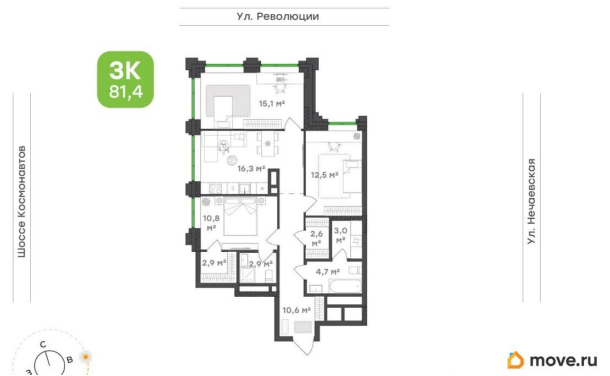 Ул. Революции
3К
81,4
Шоссе Космонавтов
Ул. Нечаевская
15,1 м²
16,3 м²
12,5 м²
10,8
м²
2,6
м²
3,0
м²
2,9 м²
2,9 м²
4,7 м²
10,6 м²
С
В
З
move.ru